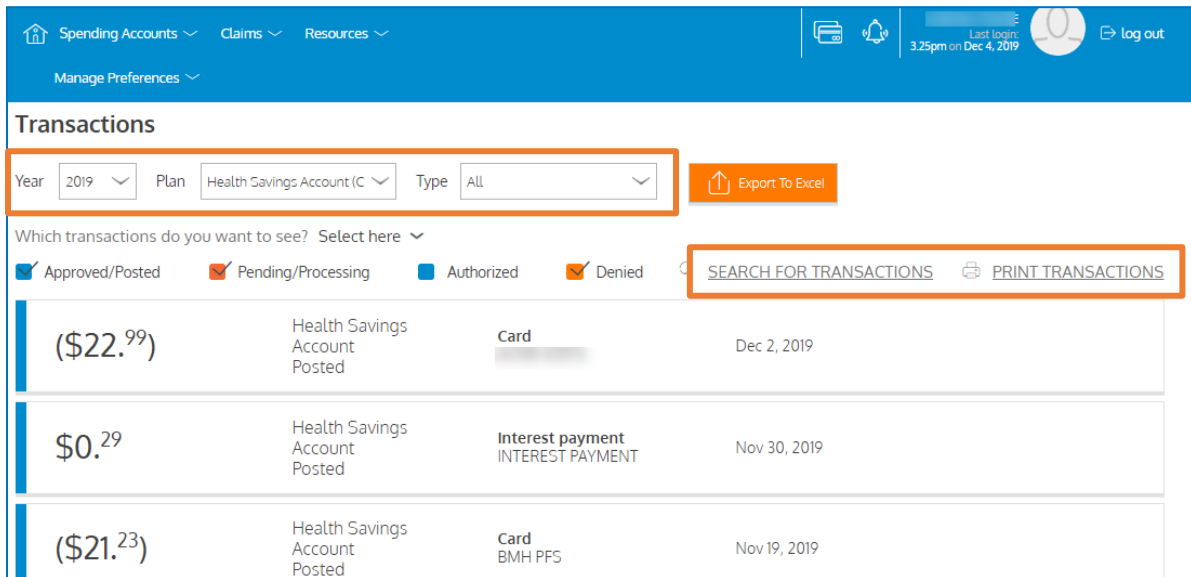 Spending Accounts Claims Resources
Last login:
3.25pm on Dec 4, 2019
log out
Manage Preferences
Transactions
Year 2019 Plan Health Savings Account (C Type All Export To Excel
Which transactions do you want to see? Select here
Approved/Posted Pending/Processing Authorized Denied SEARCH FOR TRANSACTIONS PRINT TRANSACTIONS
($22.99)
Health Savings
Account
Posted
Card
Dec 2, 2019
$0.29
Health Savings
Account
Posted
Interest payment
INTEREST PAYMENT
Nov 30, 2019
($21.23)
Health Savings
Account
Posted
Card
BMH PFS
Nov 19, 2019